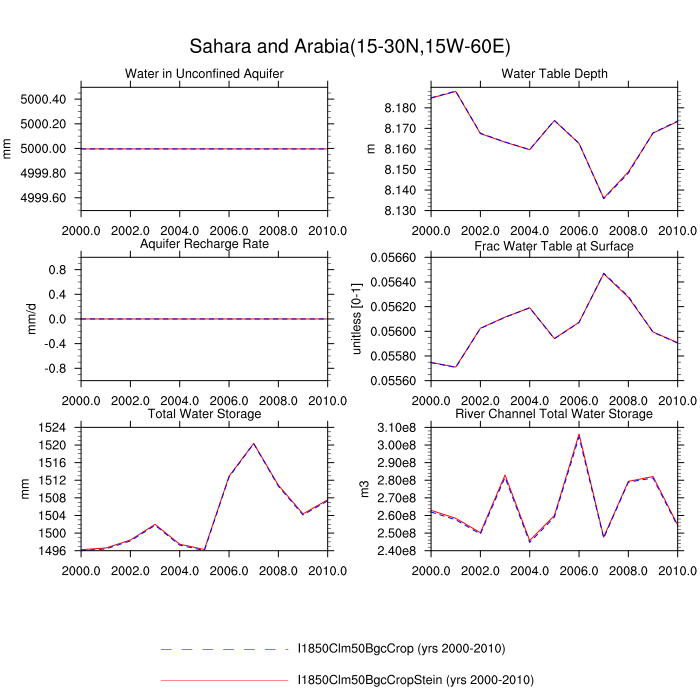 Sahara and Arabia(15-30N,15W-60E)
Water in Unconfined Aquifer
5000.40
5000.20
5000.00
4999.80
4999.60
mm
2000.0 2002.0 2004.0 2006.0 2008.0 2010.0
Water Table Depth
8.180
8.170
8.160
8.150
8.140
8.130
m
2000.0 2002.0 2004.0 2006.0 2008.0 2010.0
Aquifer Recharge Rate
0.8
0.4
0.0
-0.4
-0.8
mm/d
2000.0 2002.0 2004.0 2006.0 2008.0 2010.0
Frac Water Table at Surface
0.05660
0.05640
0.05620
0.05600
0.05580
0.05560
unitless [0-1]
2000.0 2002.0 2004.0 2006.0 2008.0 2010.0
Total Water Storage
1524
1520
1516
1512
1508
1504
1500
1496
mm
2000.0 2002.0 2004.0 2006.0 2008.0 2010.0
River Channel Total Water Storage
3.10e8
3.00e8
2.90e8
2.80e8
2.70e8
2.60e8
2.50e8
2.40e8
m3
2000.0 2002.0 2004.0 2006.0 2008.0 2010.0
I1850Clm50BgcCrop (yrs 2000-2010)
I1850Clm50BgcCropStein (yrs 2000-2010)